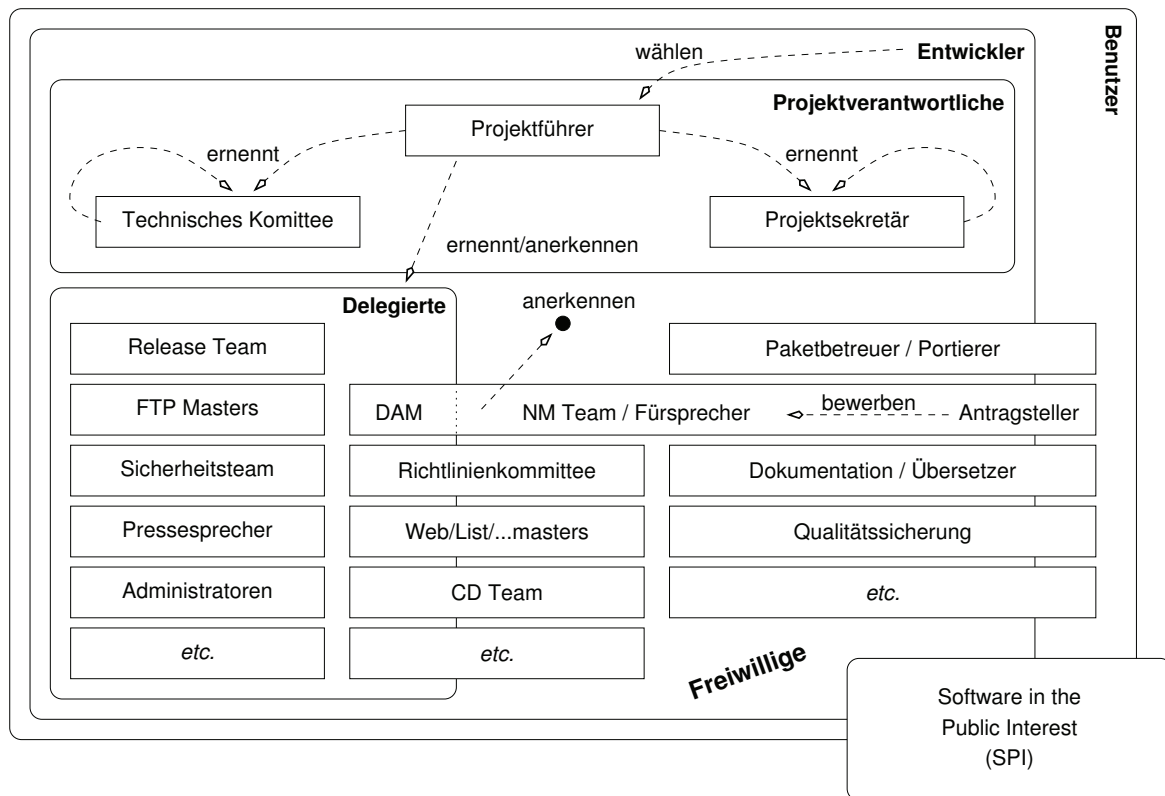 Benutzer
wählen
Entwickler
Projektverantwortliche
Projektführer
ernennt
ernennt
Technisches Komittee
Projektsekretär
ernennt/anerkennen
Delegierte
anerkennen
Release Team
Paketbetreuer / Portierer
FTP Masters
DAM
NM Team / Fürsprecher
bewerben
Antragsteller
Sicherheitsteam
Richtlinienkommittee
Dokumentation / Übersetzer
Pressesprecher
Web/List/...masters
Qualitätssicherung
Administratoren
CD Team
etc.
etc.
etc.
Freiwillige
Software in the
Public Interest
(SPI)